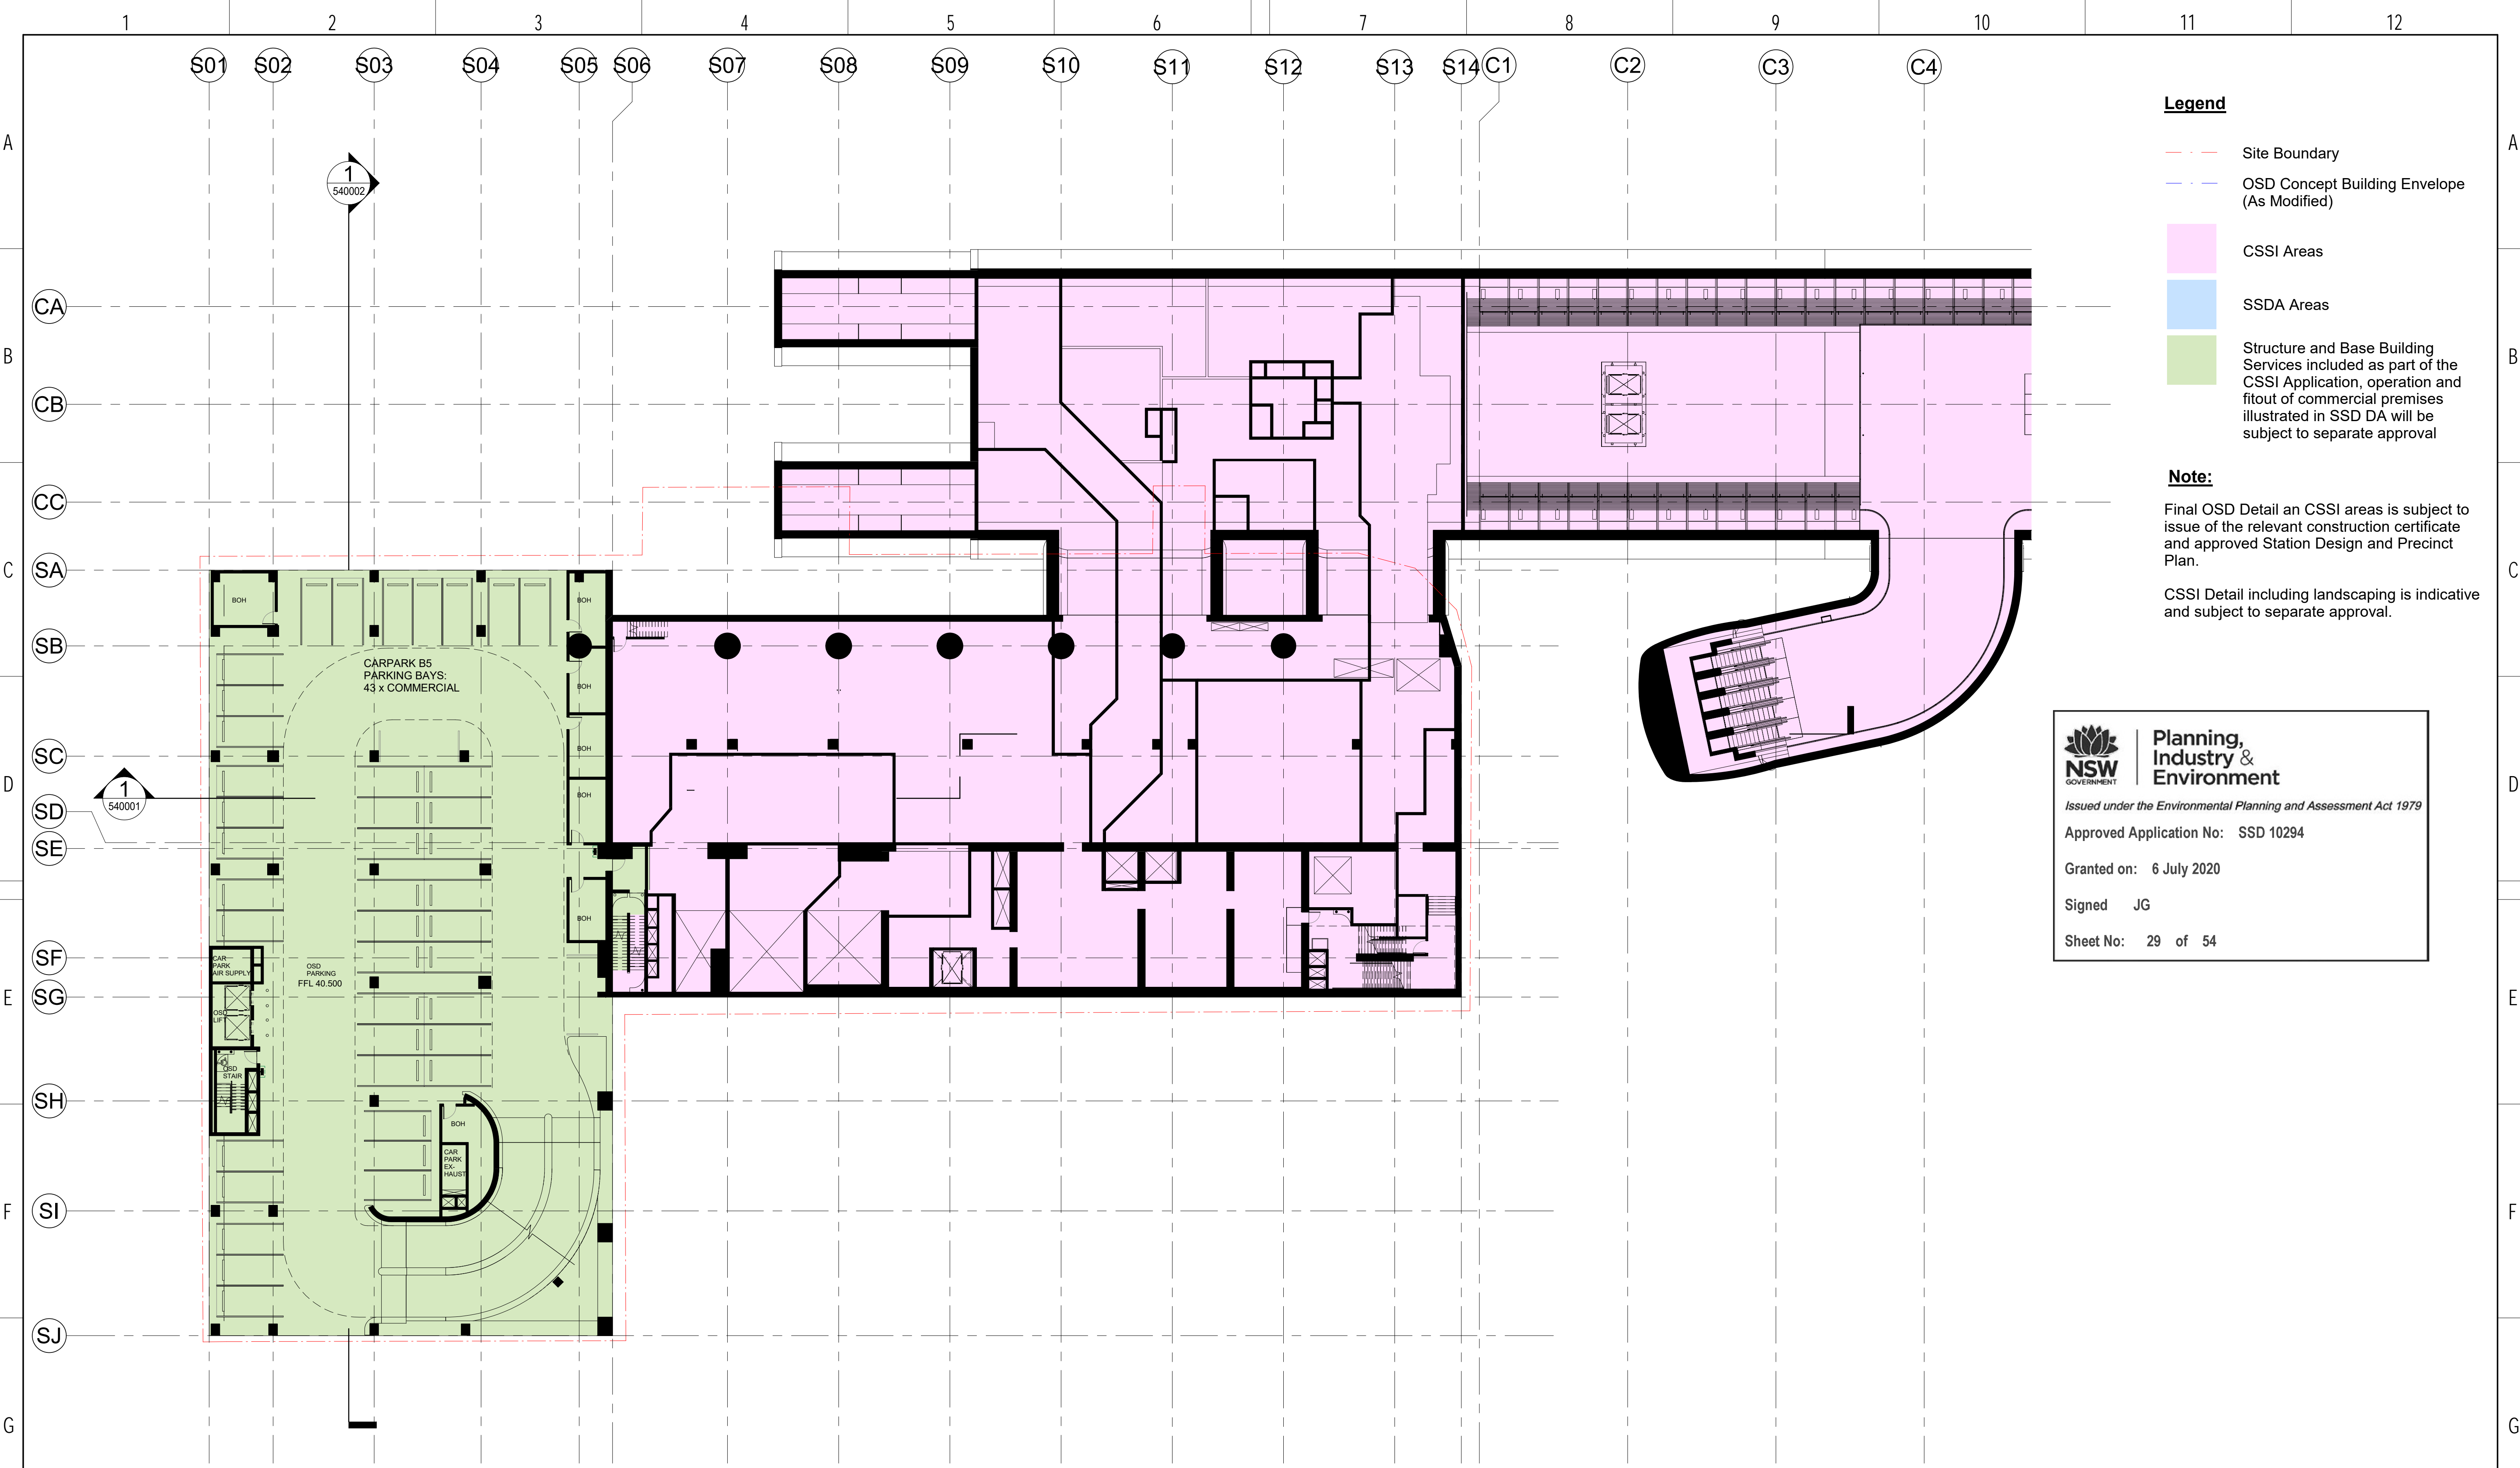 1 2 3 4 5 6 7 8 9 10 11 12
S01 S02 S03 S04 S05 S06 S07 S08 S09 S10 S11 S12 S13 S14 C1 C2 C3 C4
A
B
C
D
E
F
G
A
B
C
D
E
F
G
CA
CB
CC
SA
SB
SC
SD
SE
SF
SG
SH
SI
SJ
1
540002
1
540001
BOH
BOH
CARPARK B5
PARKING BAYS:
43 x COMMERCIAL
BOH
BOH
BOH
BOH
CAR
PARK
AIR SUPPLY
OSD
PARKING
FFL 40.500
OSD
LIFT
OSD
STAIR
BOH
CAR
PARK
EX-
HAUST
Legend
Site Boundary
OSD Concept Building Envelope
(As Modified)
CSSI Areas
SSDA Areas
Structure and Base Building
Services included as part of the
CSSI Application, operation and
fitout of commercial premises
illustrated in SSD DA will be
subject to separate approval
Note:
Final OSD Detail an CSSI areas is subject to
issue of the relevant construction certificate
and approved Station Design and Precinct
Plan.
CSSI Detail including landscaping is indicative
and subject to separate approval.
NSW
GOVERNMENT
Planning,
Industry &
Environment
Issued under the Environmental Planning and Assessment Act 1979
Approved Application No: SSD 10294
Granted on: 6 July 2020
Signed JG
Sheet No: 29 of 54